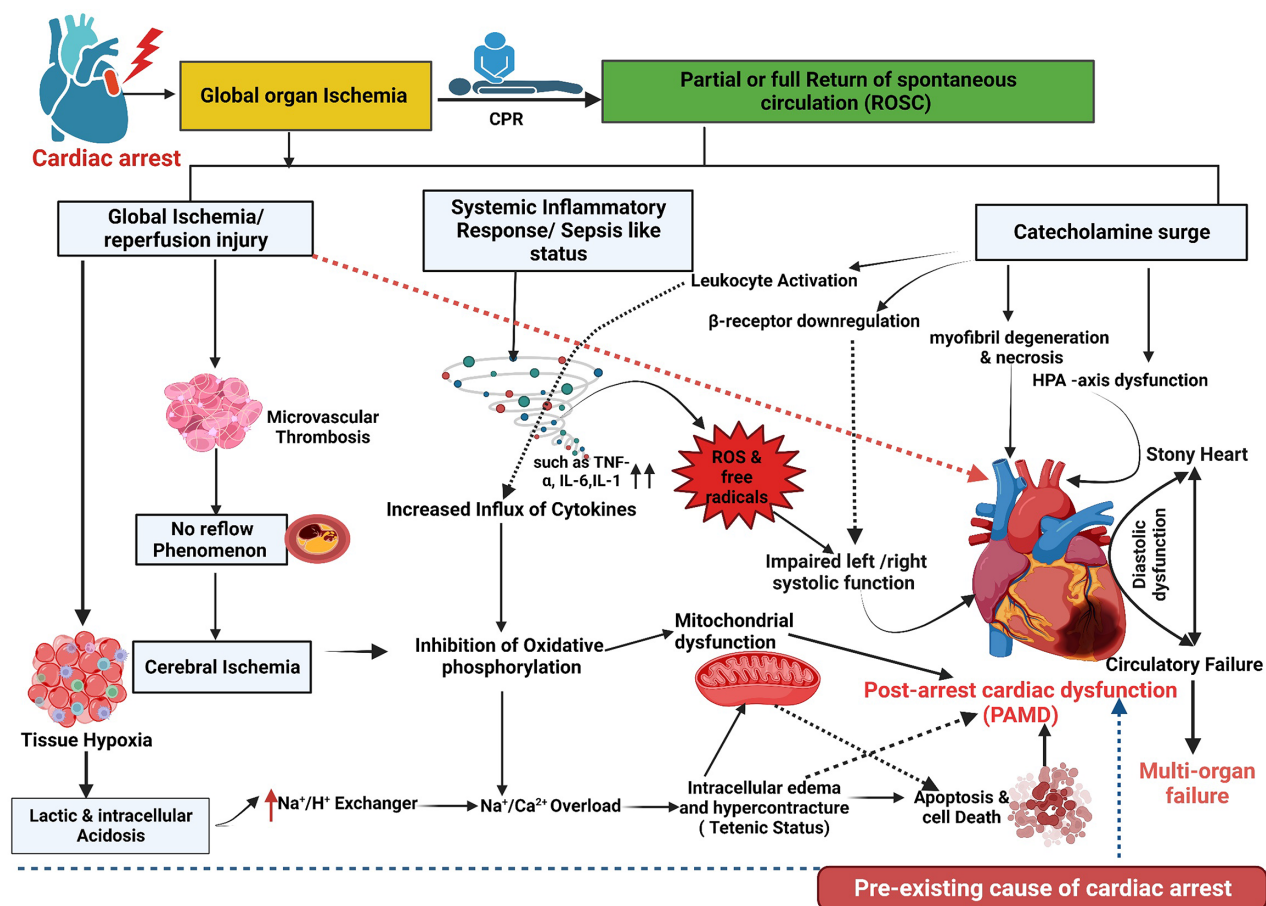 Cardiac arrest
Global organ Ischemia
CPR
Partial or full Return of spontaneous
circulation (ROSC)
Global Ischemia/
reperfusion injury
Systemic Inflammatory
Response/ Sepsis like
status
Catecholamine surge
Leukocyte Activation
β-receptor downregulation
myofibril degeneration
& necrosis
HPA -axis dysfunction
Microvascular
Thrombosis
such as TNF-
α, IL-6,IL-1
Increased Influx of Cytokines
ROS &
free
radicals
Stony Heart
Diastolic
dysfunction
No reflow
Phenomenon
Impaired left /right
systolic function
Cerebral Ischemia
Inhibition of Oxidative
phosphorylation
Mitochondrial
dysfunction
Circulatory Failure
Post-arrest cardiac dysfunction
(PAMD)
Tissue Hypoxia
Multi-organ
failure
Lactic & intracellular
Acidosis
Na⁺/H⁺ Exchanger
Na⁺/Ca²⁺ Overload
Intracellular edema
and hypercontracture
( Tetenic Status)
Apoptosis &
cell Death
Pre-existing cause of cardiac arrest